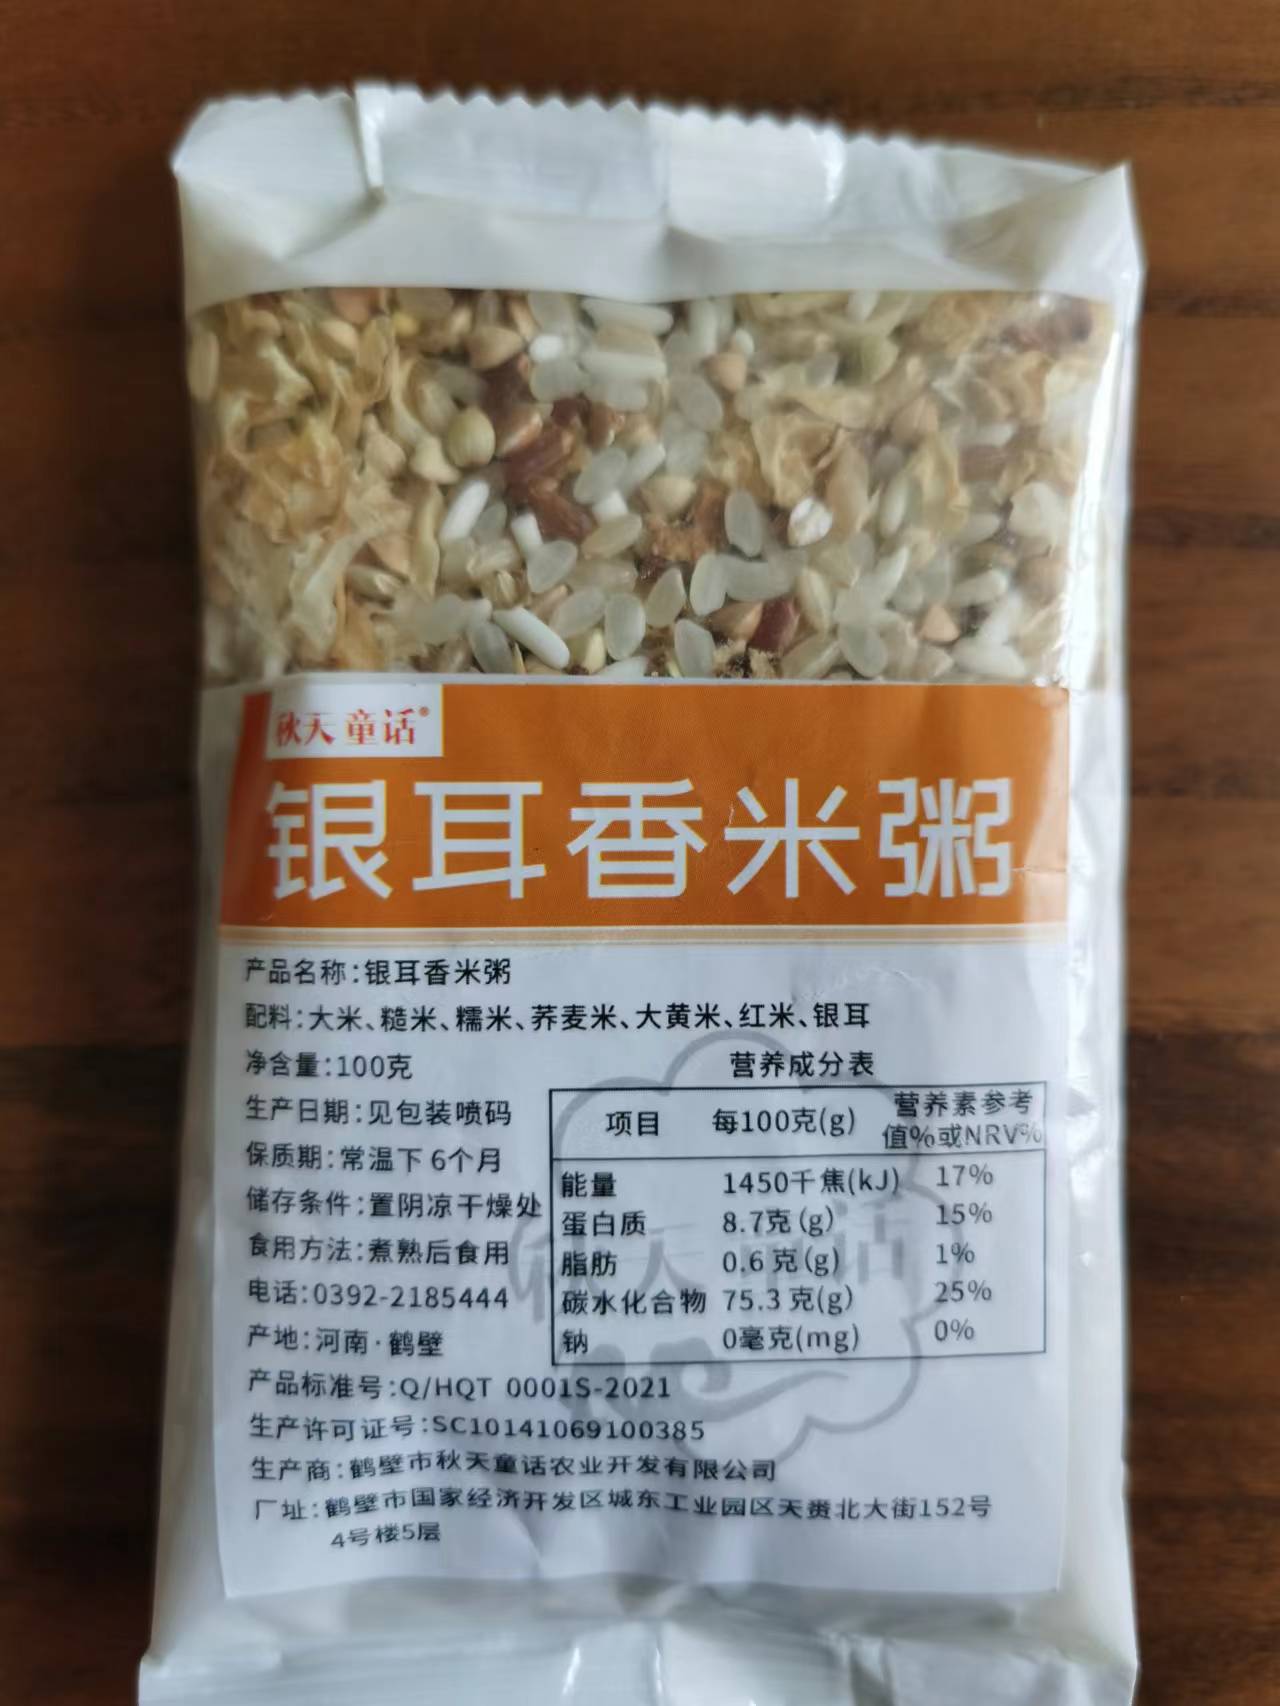 秋天童话®
银耳香米粥
产品名称:银耳香米粥
配料:大米、糙米、糯米、荞麦米、大黄米、红米、银耳
净含量:100克
生产日期:见包装喷码
保质期:常温下6个月
储存条件:置阴凉干燥处
食用方法:煮熟后食用
电话:0392-2185444
产地:河南·鹤壁
营养成分表
项目 每100克(g) 营养素参考值%或NRV%
能量 1450千焦(kJ) 17%
蛋白质 8.7克(g) 15%
脂肪 0.6克(g) 1%
碳水化合物 75.3克(g) 25%
钠 0毫克(mg) 0%
产品标准号:Q/HQT 0001S-2021
生产许可证号:SC10141069100385
生产商:鹤壁市秋天童话农业开发有限公司
厂址:鹤壁市国家经济开发区城东工业园区天赉北大街152号
4号楼5层
秋天童话